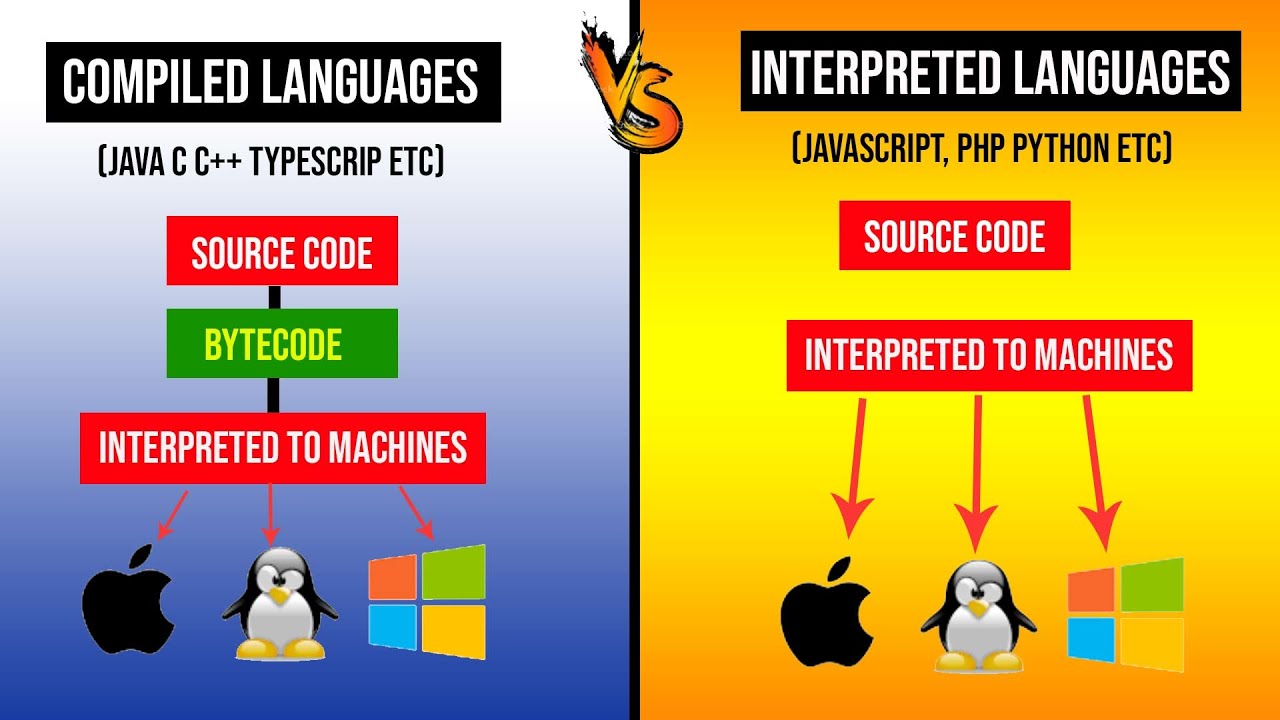 COMPILED LANGUAGES
(JAVA C C++ TYPESCRIP ETC)
SOURCE CODE
BYTECODE
INTERPRETED TO MACHINES
VS
INTERPRETED LANGUAGES
(JAVASCRIPT, PHP PYTHON ETC)
SOURCE CODE
INTERPRETED TO MACHINES